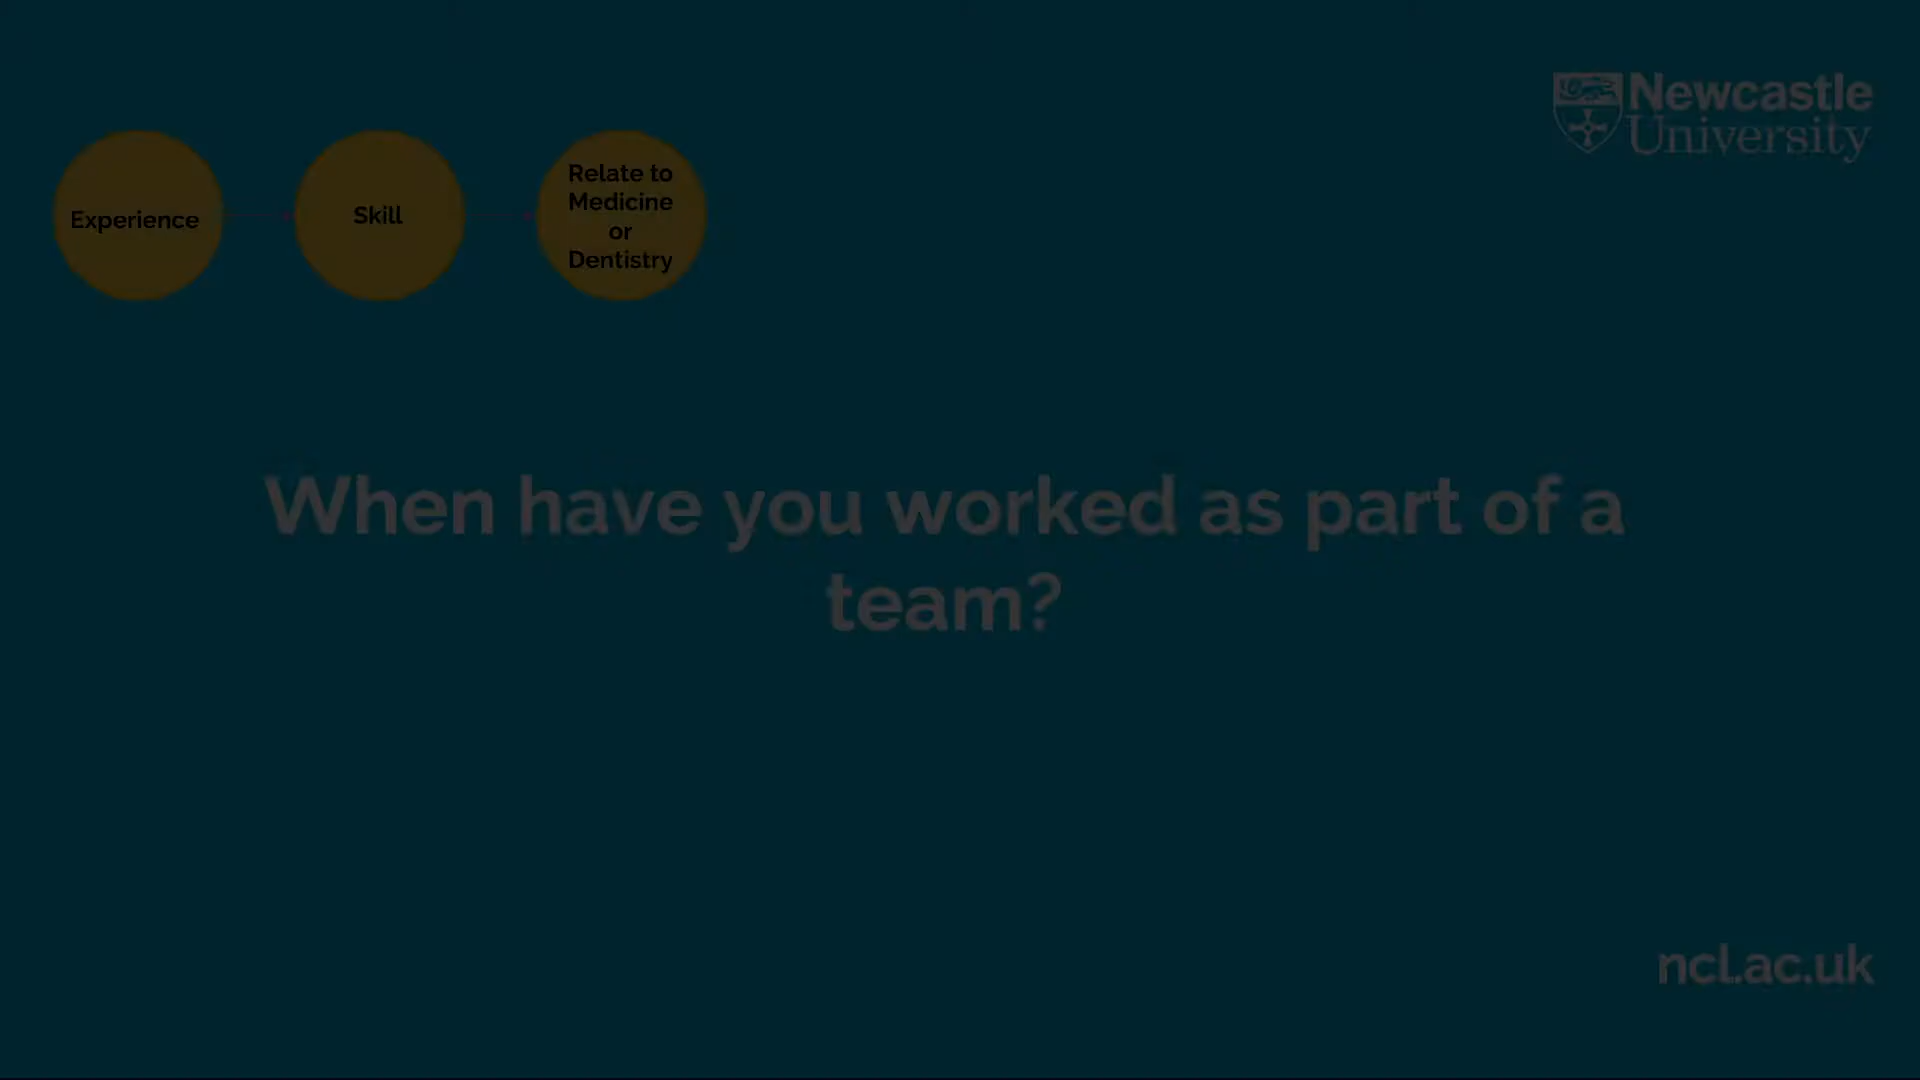 Newcastle
University
Experience
Skill
Relate to
Medicine
or
Dentistry
When have you worked as part of a
team?
ncl.ac.uk